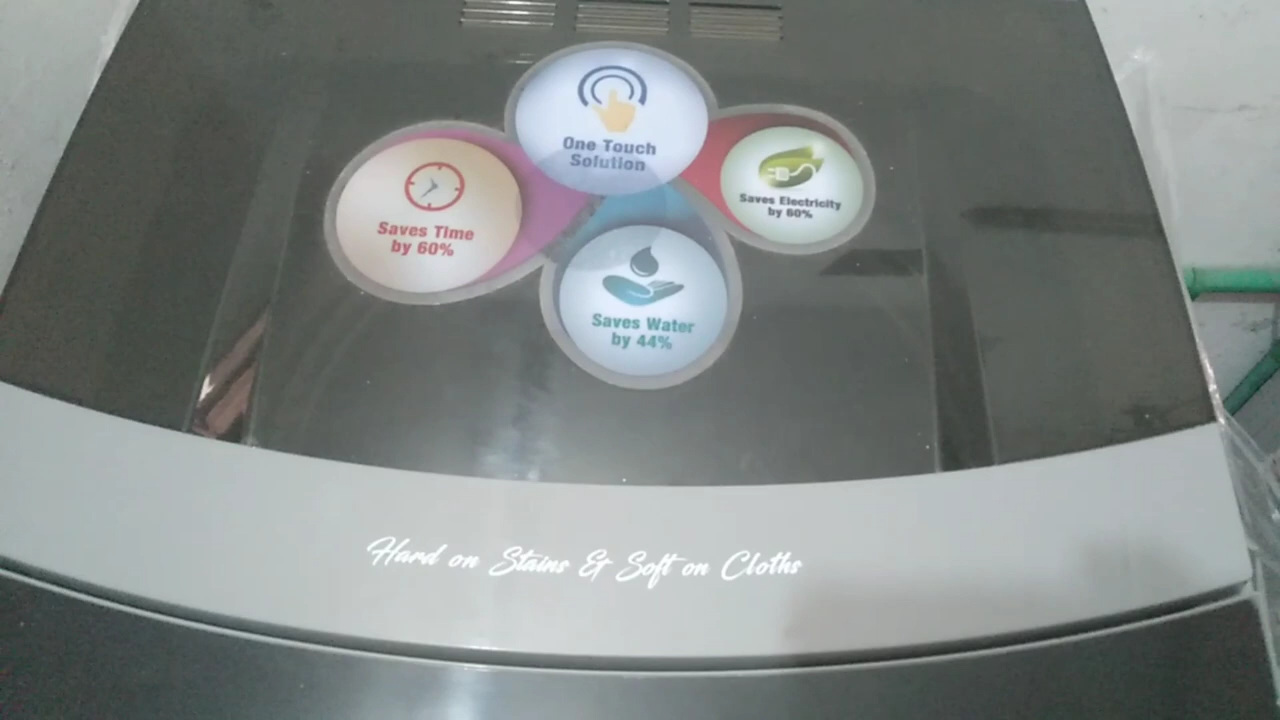 One Touch
Solution
Saves Time
by 60%
Saves Electricity
by 60%
Saves Water
by 44%
Hard on Stains & Soft on Cloths